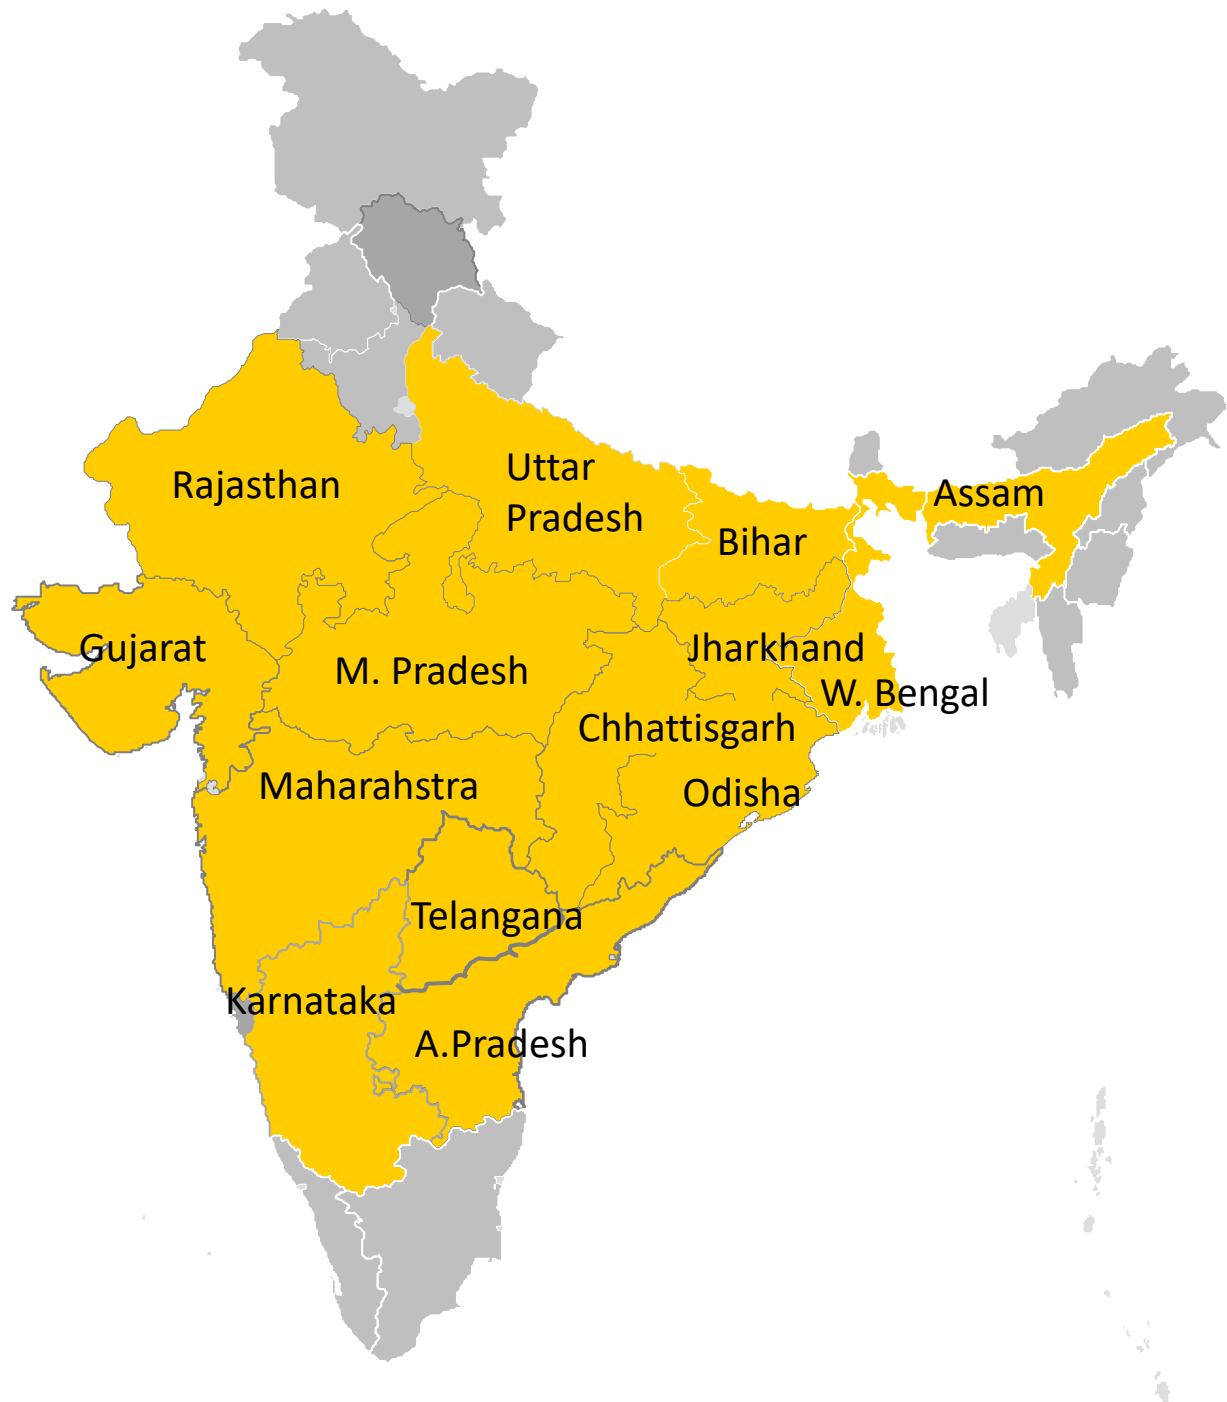 Rajasthan
Uttar
Pradesh
Assam
Bihar
Gujarat
Jharkhand
M. Pradesh
W. Bengal
Chhattisgarh
Maharahstra
Odisha
Telangana
Karnataka
A.Pradesh